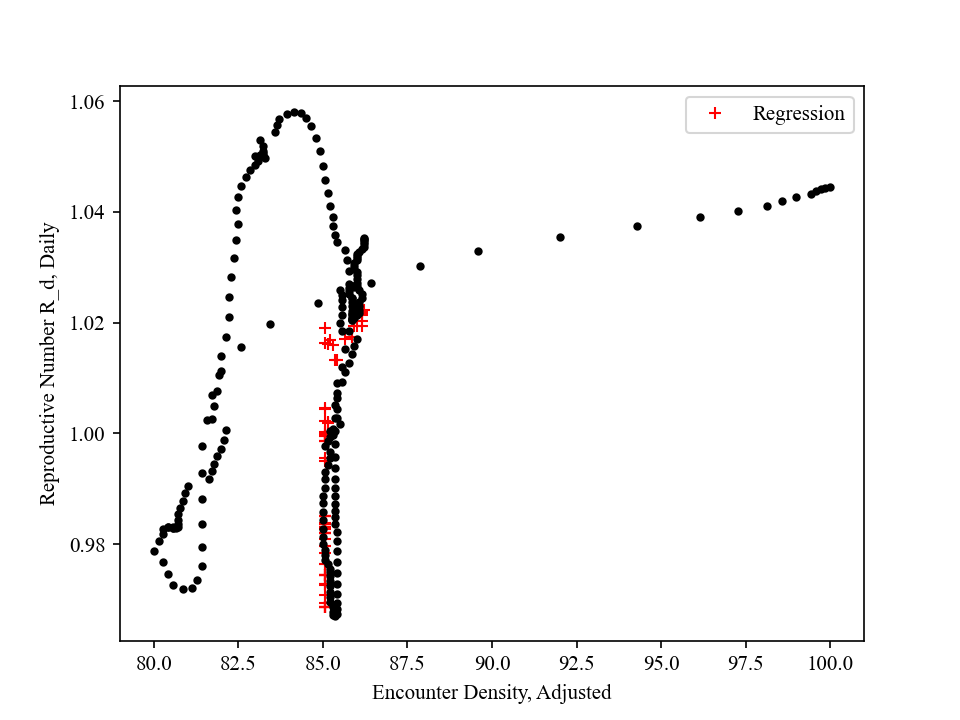 Regression
1.06
1.04
1.02
1.00
0.98
Reproductive Number R_d, Daily
80.0 82.5 85.0 87.5 90.0 92.5 95.0 97.5 100.0
Encounter Density, Adjusted